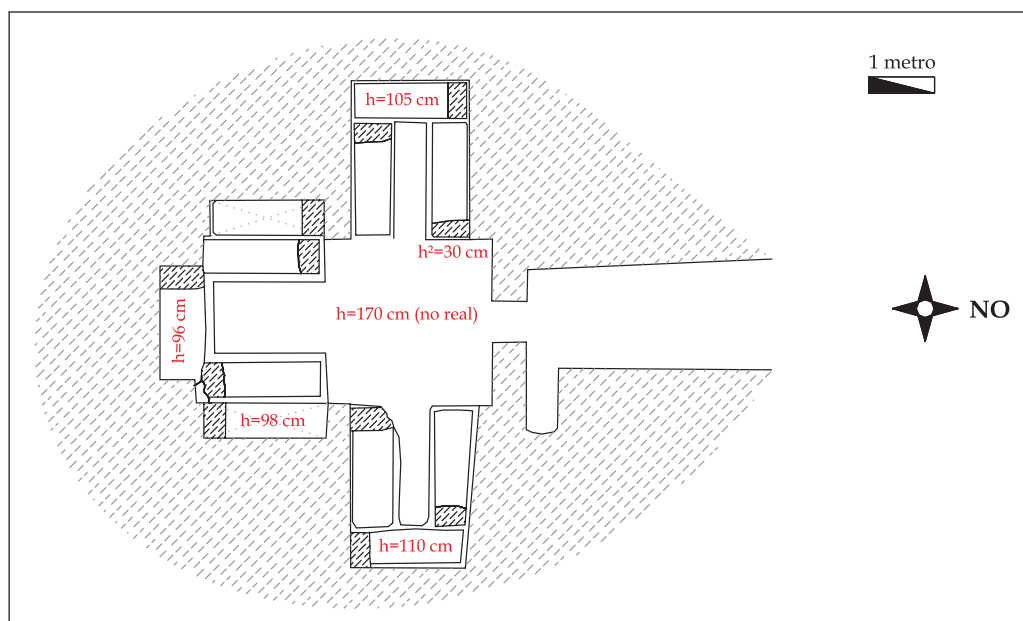 1 metro
h=105 cm
h²=30 cm
h=170 cm (no real)
NO
h=96 cm
h=98 cm
h=110 cm